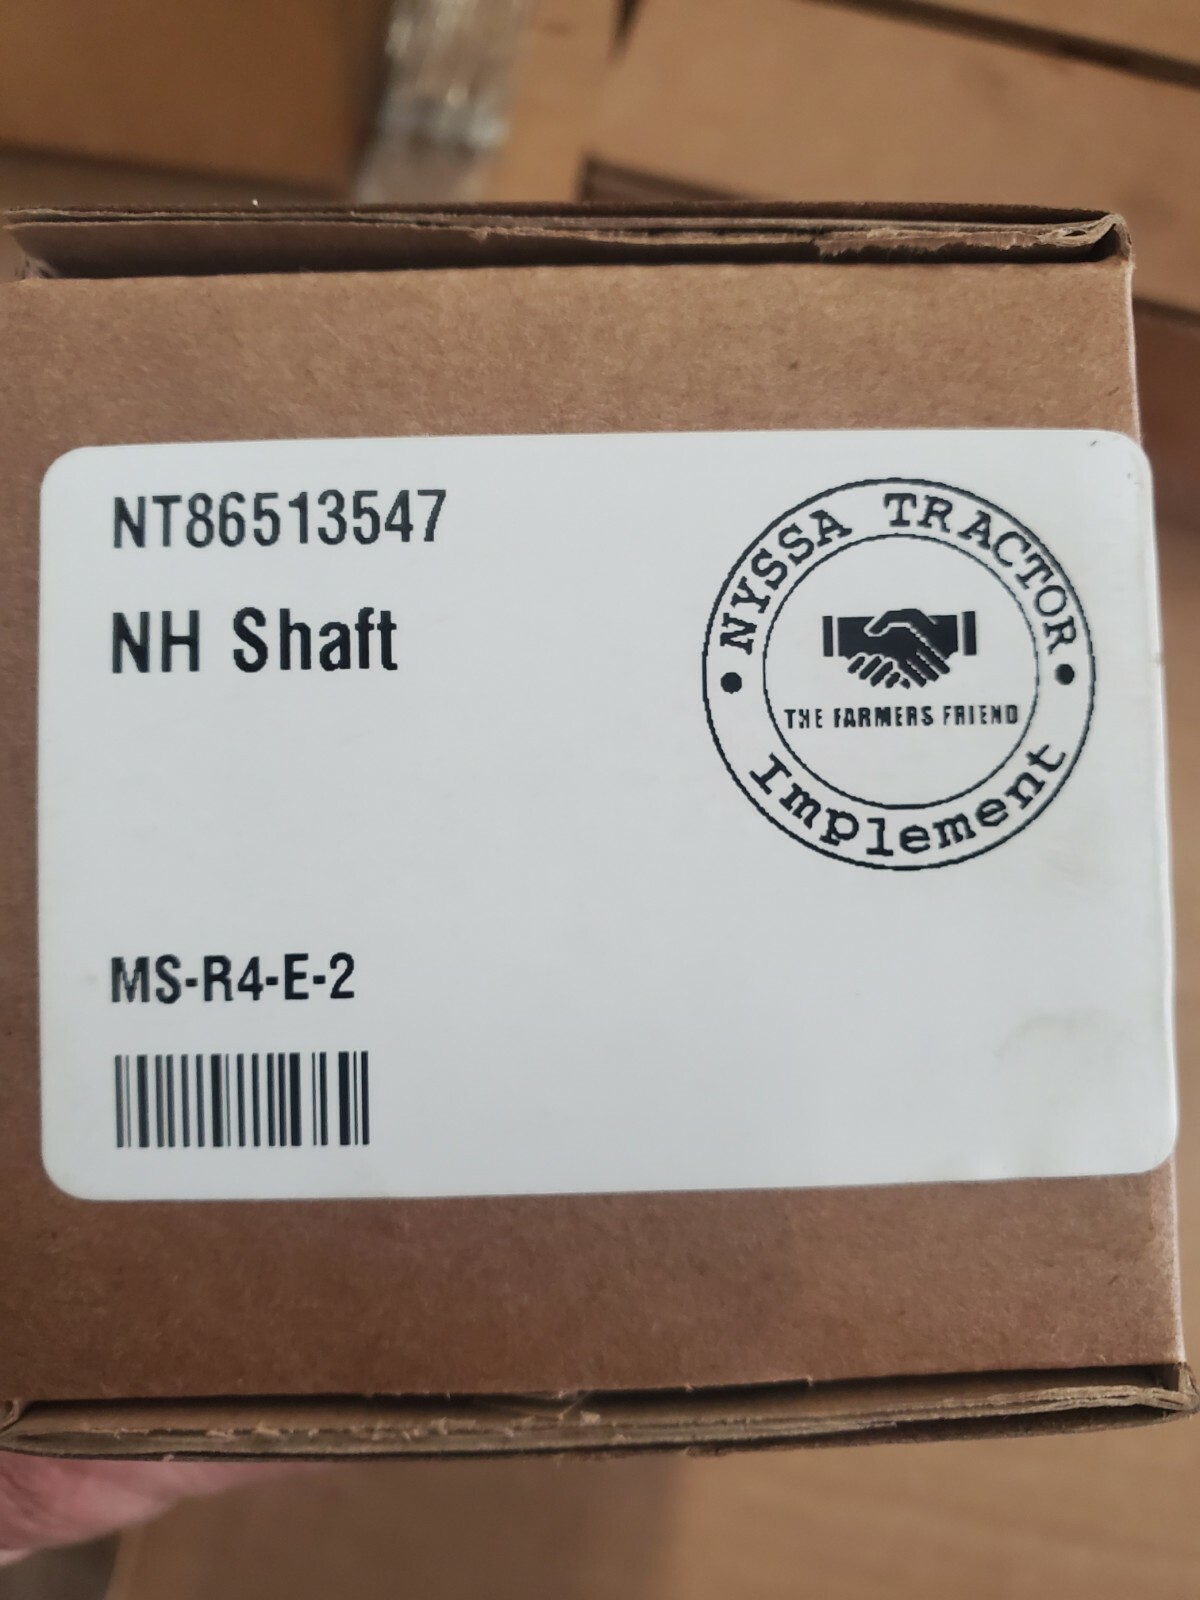 NT86513547
NH Shaft
NYSSA TRACTOR
THE FARMERS FRIEND
Implement
MS-R4-E-2